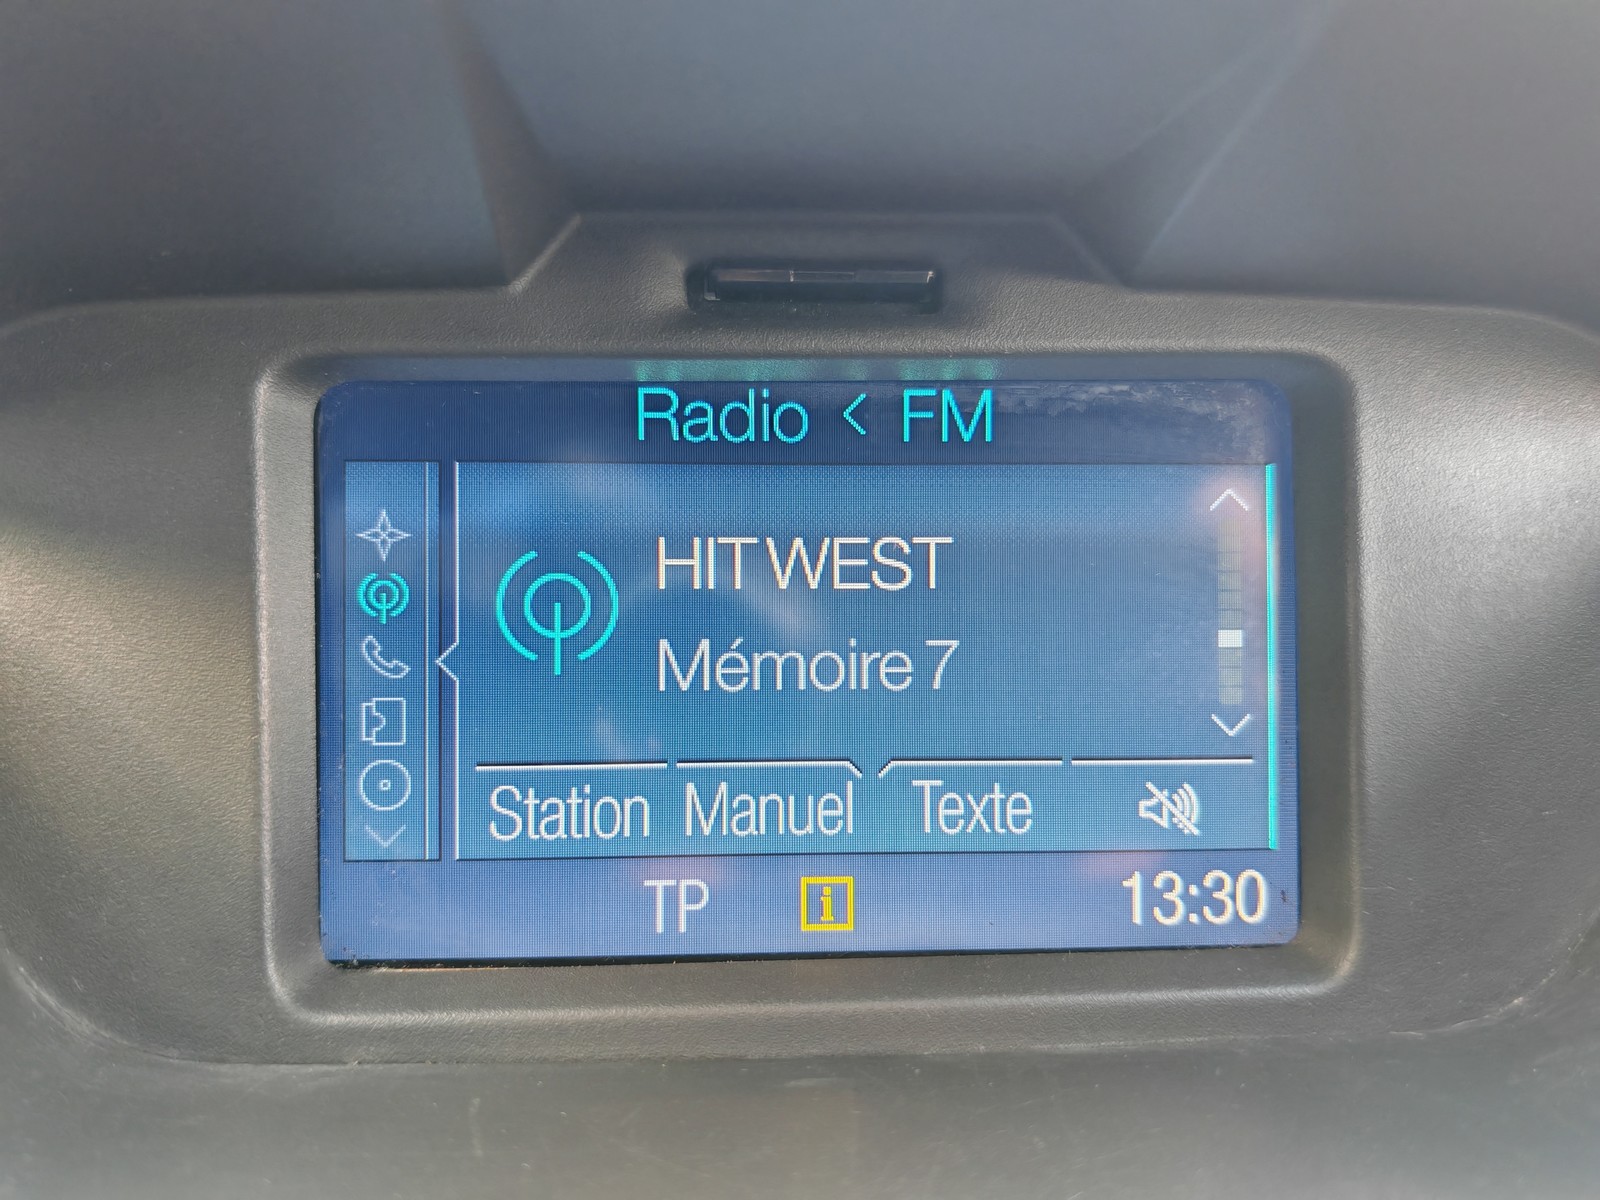 Radio < FM
HIT WEST
Mémoire 7
Station Manuel Texte
TP i 13:30